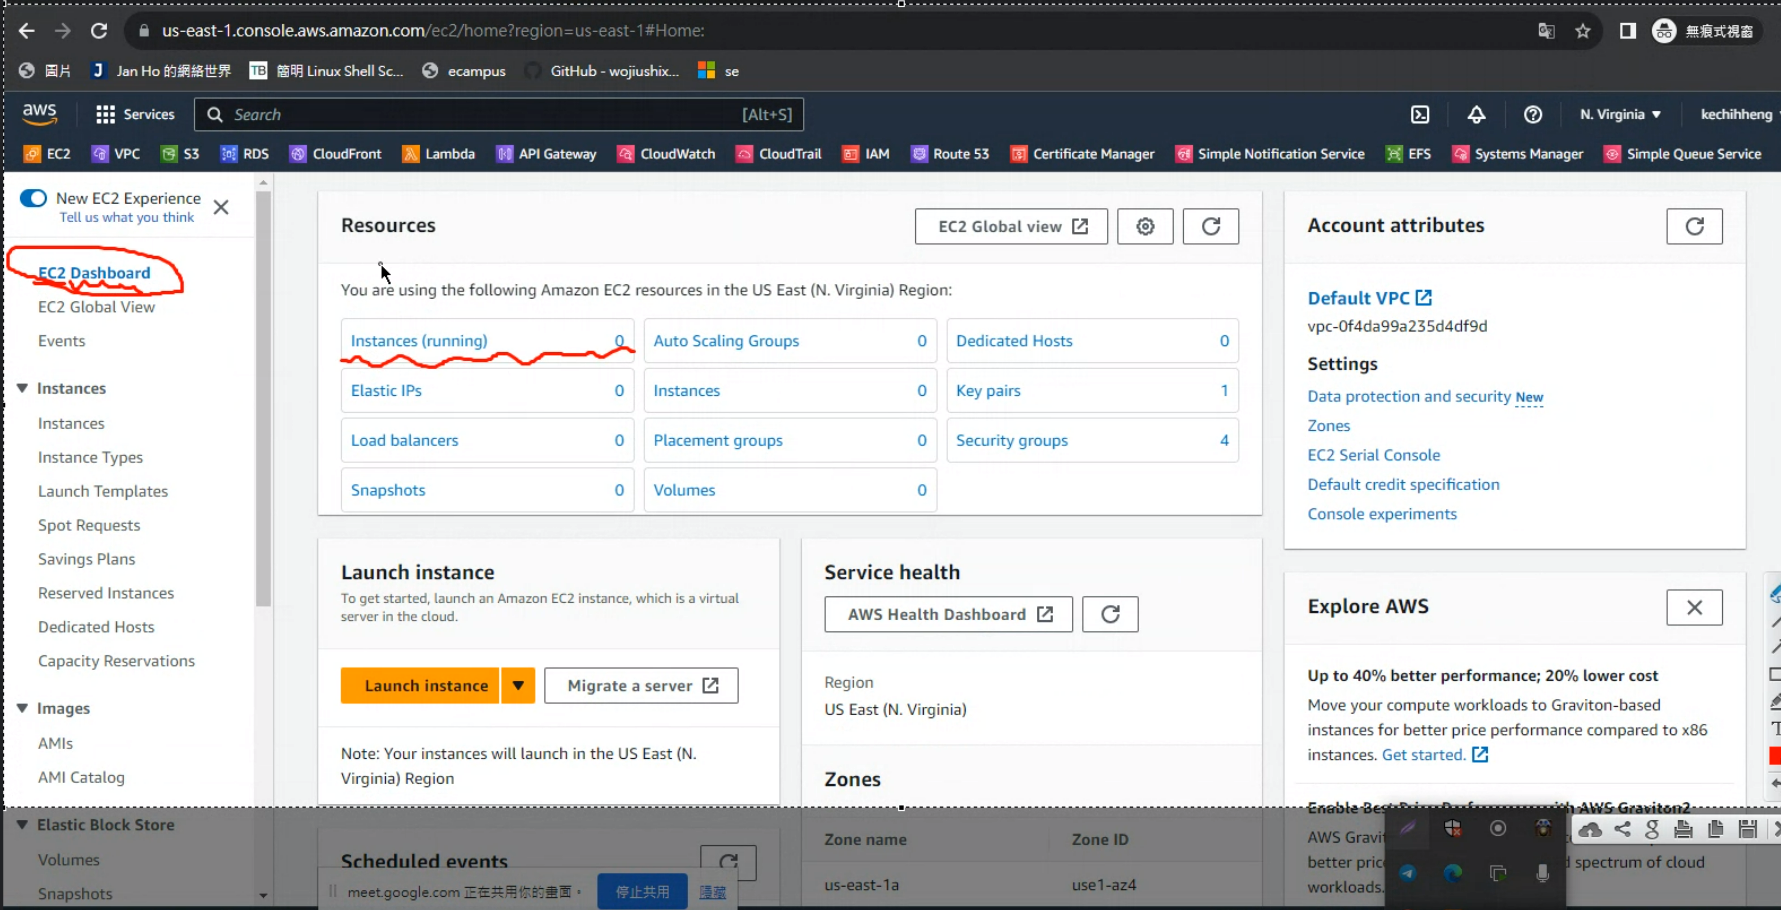 us-east-1.console.aws.amazon.com/ec2/home?region=us-east-1#Home:
無痕式視窗
圖片
Jan Ho 的網絡世界
簡明 Linux Shell Sc...
ecampus
GitHub - wojiushix...
se
aws
Services
Search
[Alt+S]
N. Virginia
kechihheng
EC2
VPC
S3
RDS
CloudFront
Lambda
API Gateway
CloudWatch
CloudTrail
IAM
Route 53
Certificate Manager
Simple Notification Service
EFS
Systems Manager
Simple Queue Service
New EC2 Experience
Tell us what you think
EC2 Dashboard
EC2 Global View
Events
Instances
Instances
Instance Types
Launch Templates
Spot Requests
Savings Plans
Reserved Instances
Dedicated Hosts
Capacity Reservations
Images
AMIs
AMI Catalog
Elastic Block Store
Volumes
Snapshots
Resources
EC2 Global view
You are using the following Amazon EC2 resources in the US East (N. Virginia) Region:
Instances (running) 0
Auto Scaling Groups 0
Dedicated Hosts 0
Elastic IPs 0
Instances 0
Key pairs 1
Load balancers 0
Placement groups 0
Security groups 4
Snapshots 0
Volumes 0
Launch instance
To get started, launch an Amazon EC2 instance, which is a virtual
server in the cloud.
Launch instance
Migrate a server
Note: Your instances will launch in the US East (N.
Virginia) Region
Scheduled events
meet.google.com 正在共用你的畫面。
停止共用
隱藏
Service health
AWS Health Dashboard
Region
US East (N. Virginia)
Zones
Zone name
Zone ID
us-east-1a
use1-az4
Account attributes
Default VPC
vpc-0f4da99a235d4df9d
Settings
Data protection and security New
Zones
EC2 Serial Console
Default credit specification
Console experiments
Explore AWS
Up to 40% better performance; 20% lower cost
Move your compute workloads to Graviton-based
instances for better price performance compared to x86
instances. Get started.
Enable Best Price Performance with AWS Graviton2
AWS Gravit
better pric
spectrum of cloud
workloads.